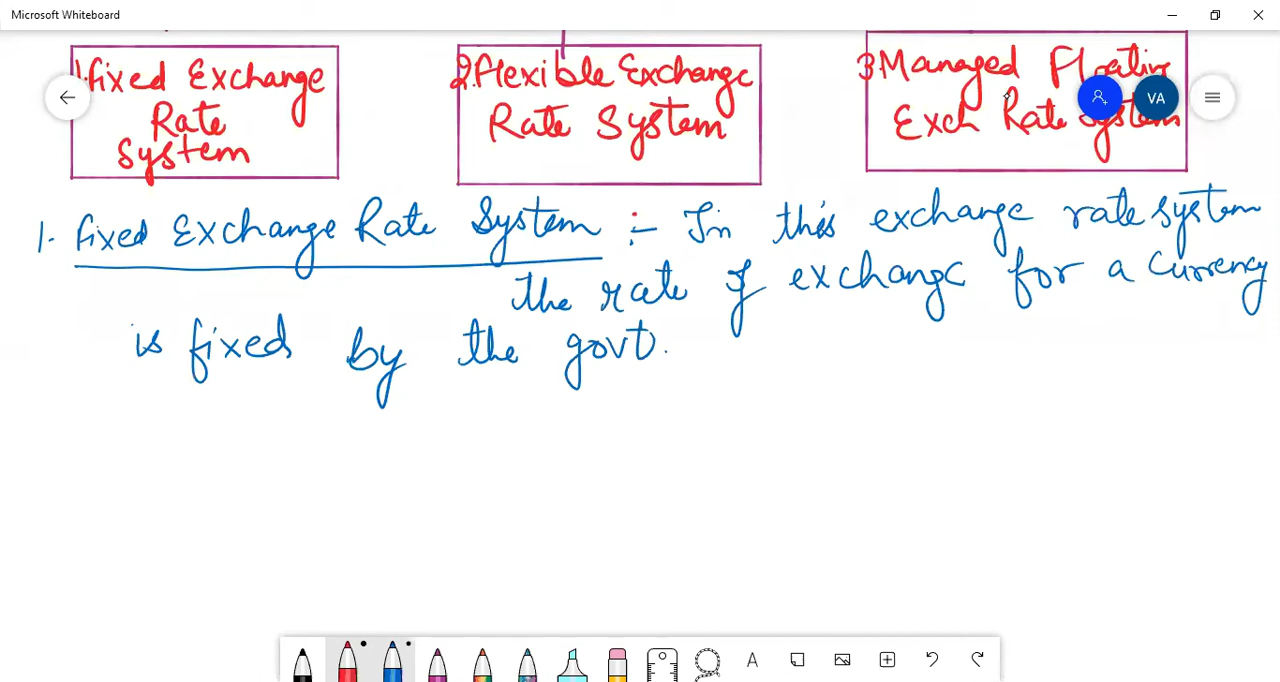 Microsoft Whiteboard
1.Fixed Exchange
Rate
System
2.Flexible Exchange
Rate System
3.Managed Floating
Exch Rate System
VA
1. Fixed Exchange Rate System :- In this exchange rate system
the rate of exchange for a currency
is fixed by the govt.
A